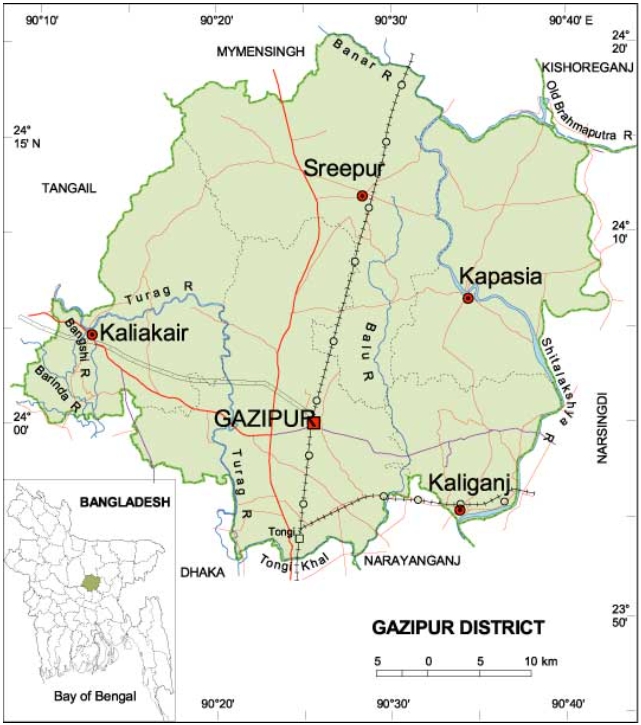 90°10'
90°20'
90°30'
90°40' E
24°
20'
MYMENSINGH
Banar R
KISHOREGANJ
Old Brahmaputra R
24°
15' N
Sreepur
TANGAIL
24°
10'
Kapasia
Turag R
Kaliakair
Bangshi R
Balu R
Shitalakshya R
Barinda R
24°
00'
GAZIPUR
NARSINGDI
Turag R
Kaliganj
BANGLADESH
Tongi
Tongi Khal
DHAKA
NARAYANGANJ
23°
50'
GAZIPUR DISTRICT
5 0 5 10 km
Bay of Bengal
90°20'
90°30'
90°40'